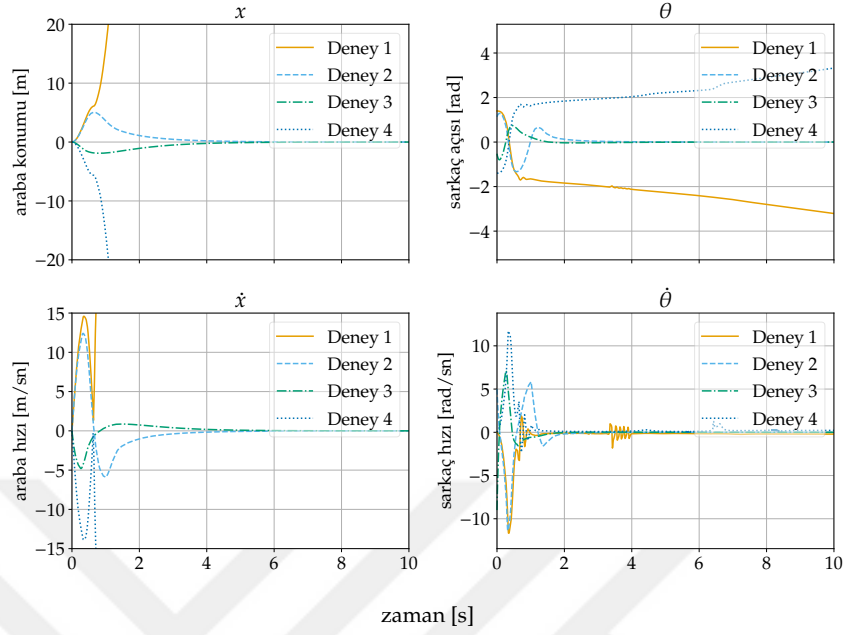 x
araba konumu [m]
20
10
0
−10
−20
Deney 1
Deney 2
Deney 3
Deney 4
θ
sarkaç açısı [rad]
4
2
0
−2
−4
Deney 1
Deney 2
Deney 3
Deney 4
ẋ
araba hızı [m/sn]
15
10
5
0
−5
−10
−15
0 2 4 6 8 10
Deney 1
Deney 2
Deney 3
Deney 4
θ̇
sarkaç hızı [rad/sn]
10
5
0
−5
−10
0 2 4 6 8 10
Deney 1
Deney 2
Deney 3
Deney 4
zaman [s]